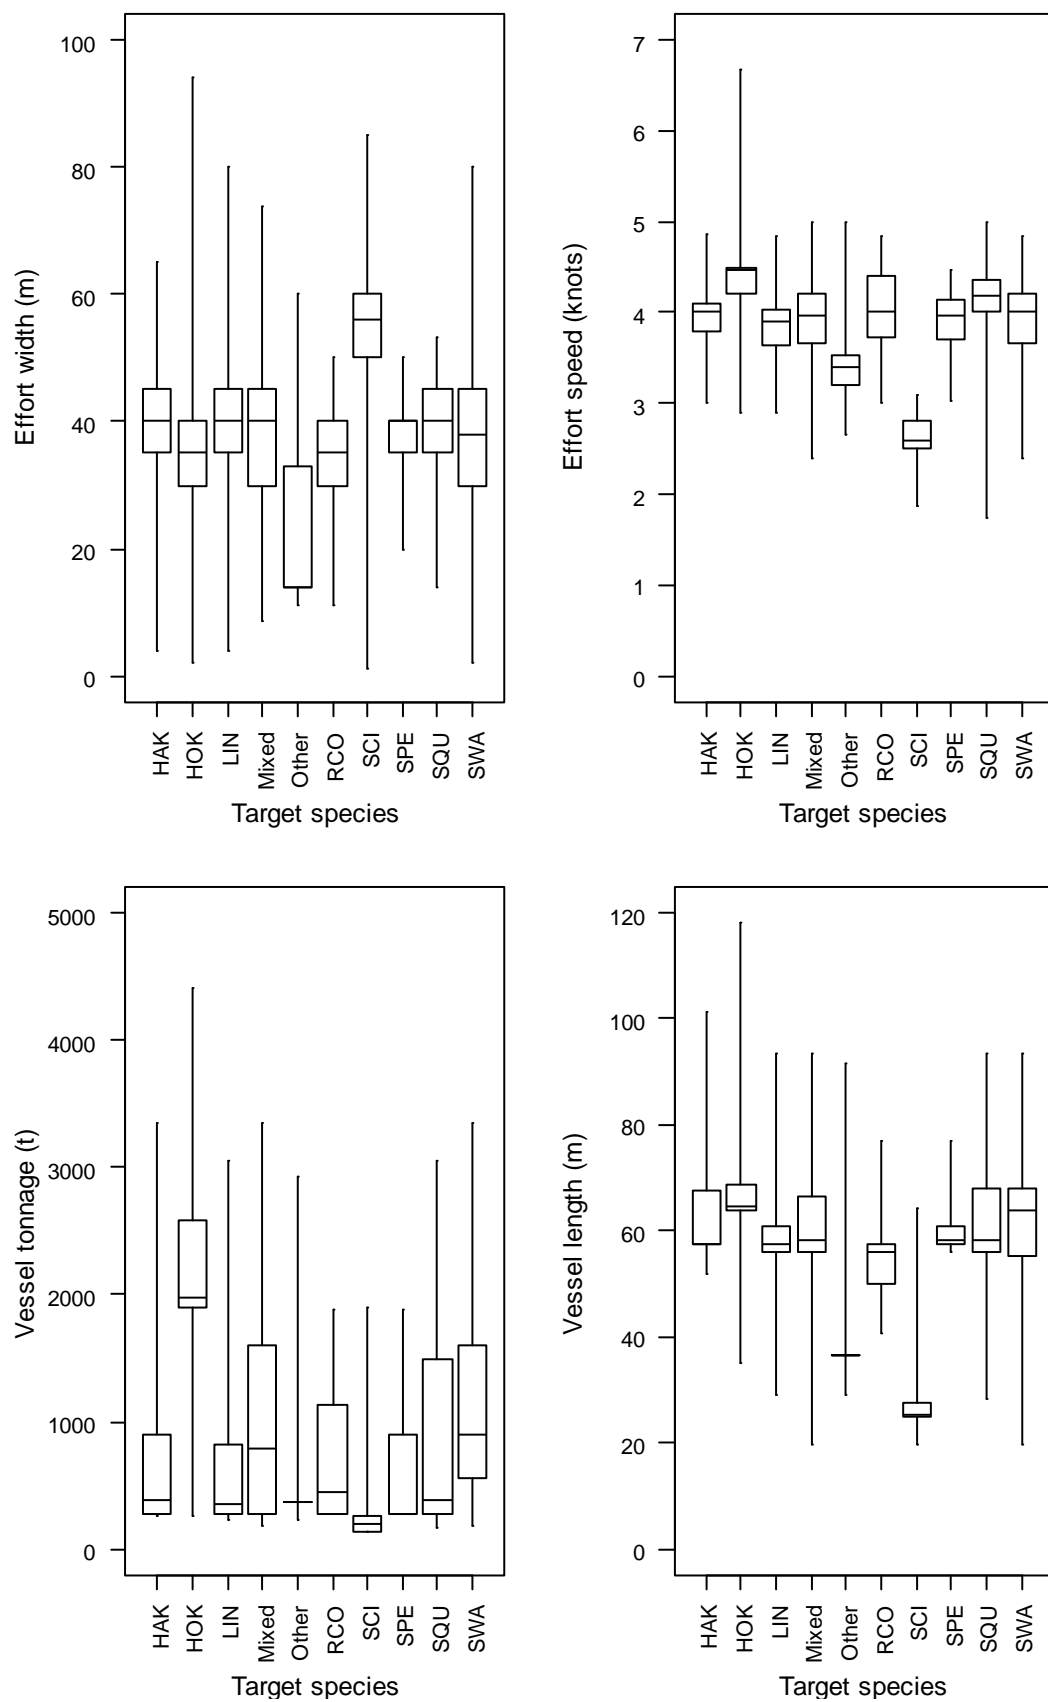 Effort width (m)
100
80
60
40
20
0
HAK
HOK
LIN
Mixed
Other
RCO
SCI
SPE
SQU
SWA
Target species
Effort speed (knots)
7
6
5
4
3
2
1
0
HAK
HOK
LIN
Mixed
Other
RCO
SCI
SPE
SQU
SWA
Target species
Vessel tonnage (t)
5000
4000
3000
2000
1000
0
HAK
HOK
LIN
Mixed
Other
RCO
SCI
SPE
SQU
SWA
Target species
Vessel length (m)
120
100
80
60
40
20
0
HAK
HOK
LIN
Mixed
Other
RCO
SCI
SPE
SQU
SWA
Target species